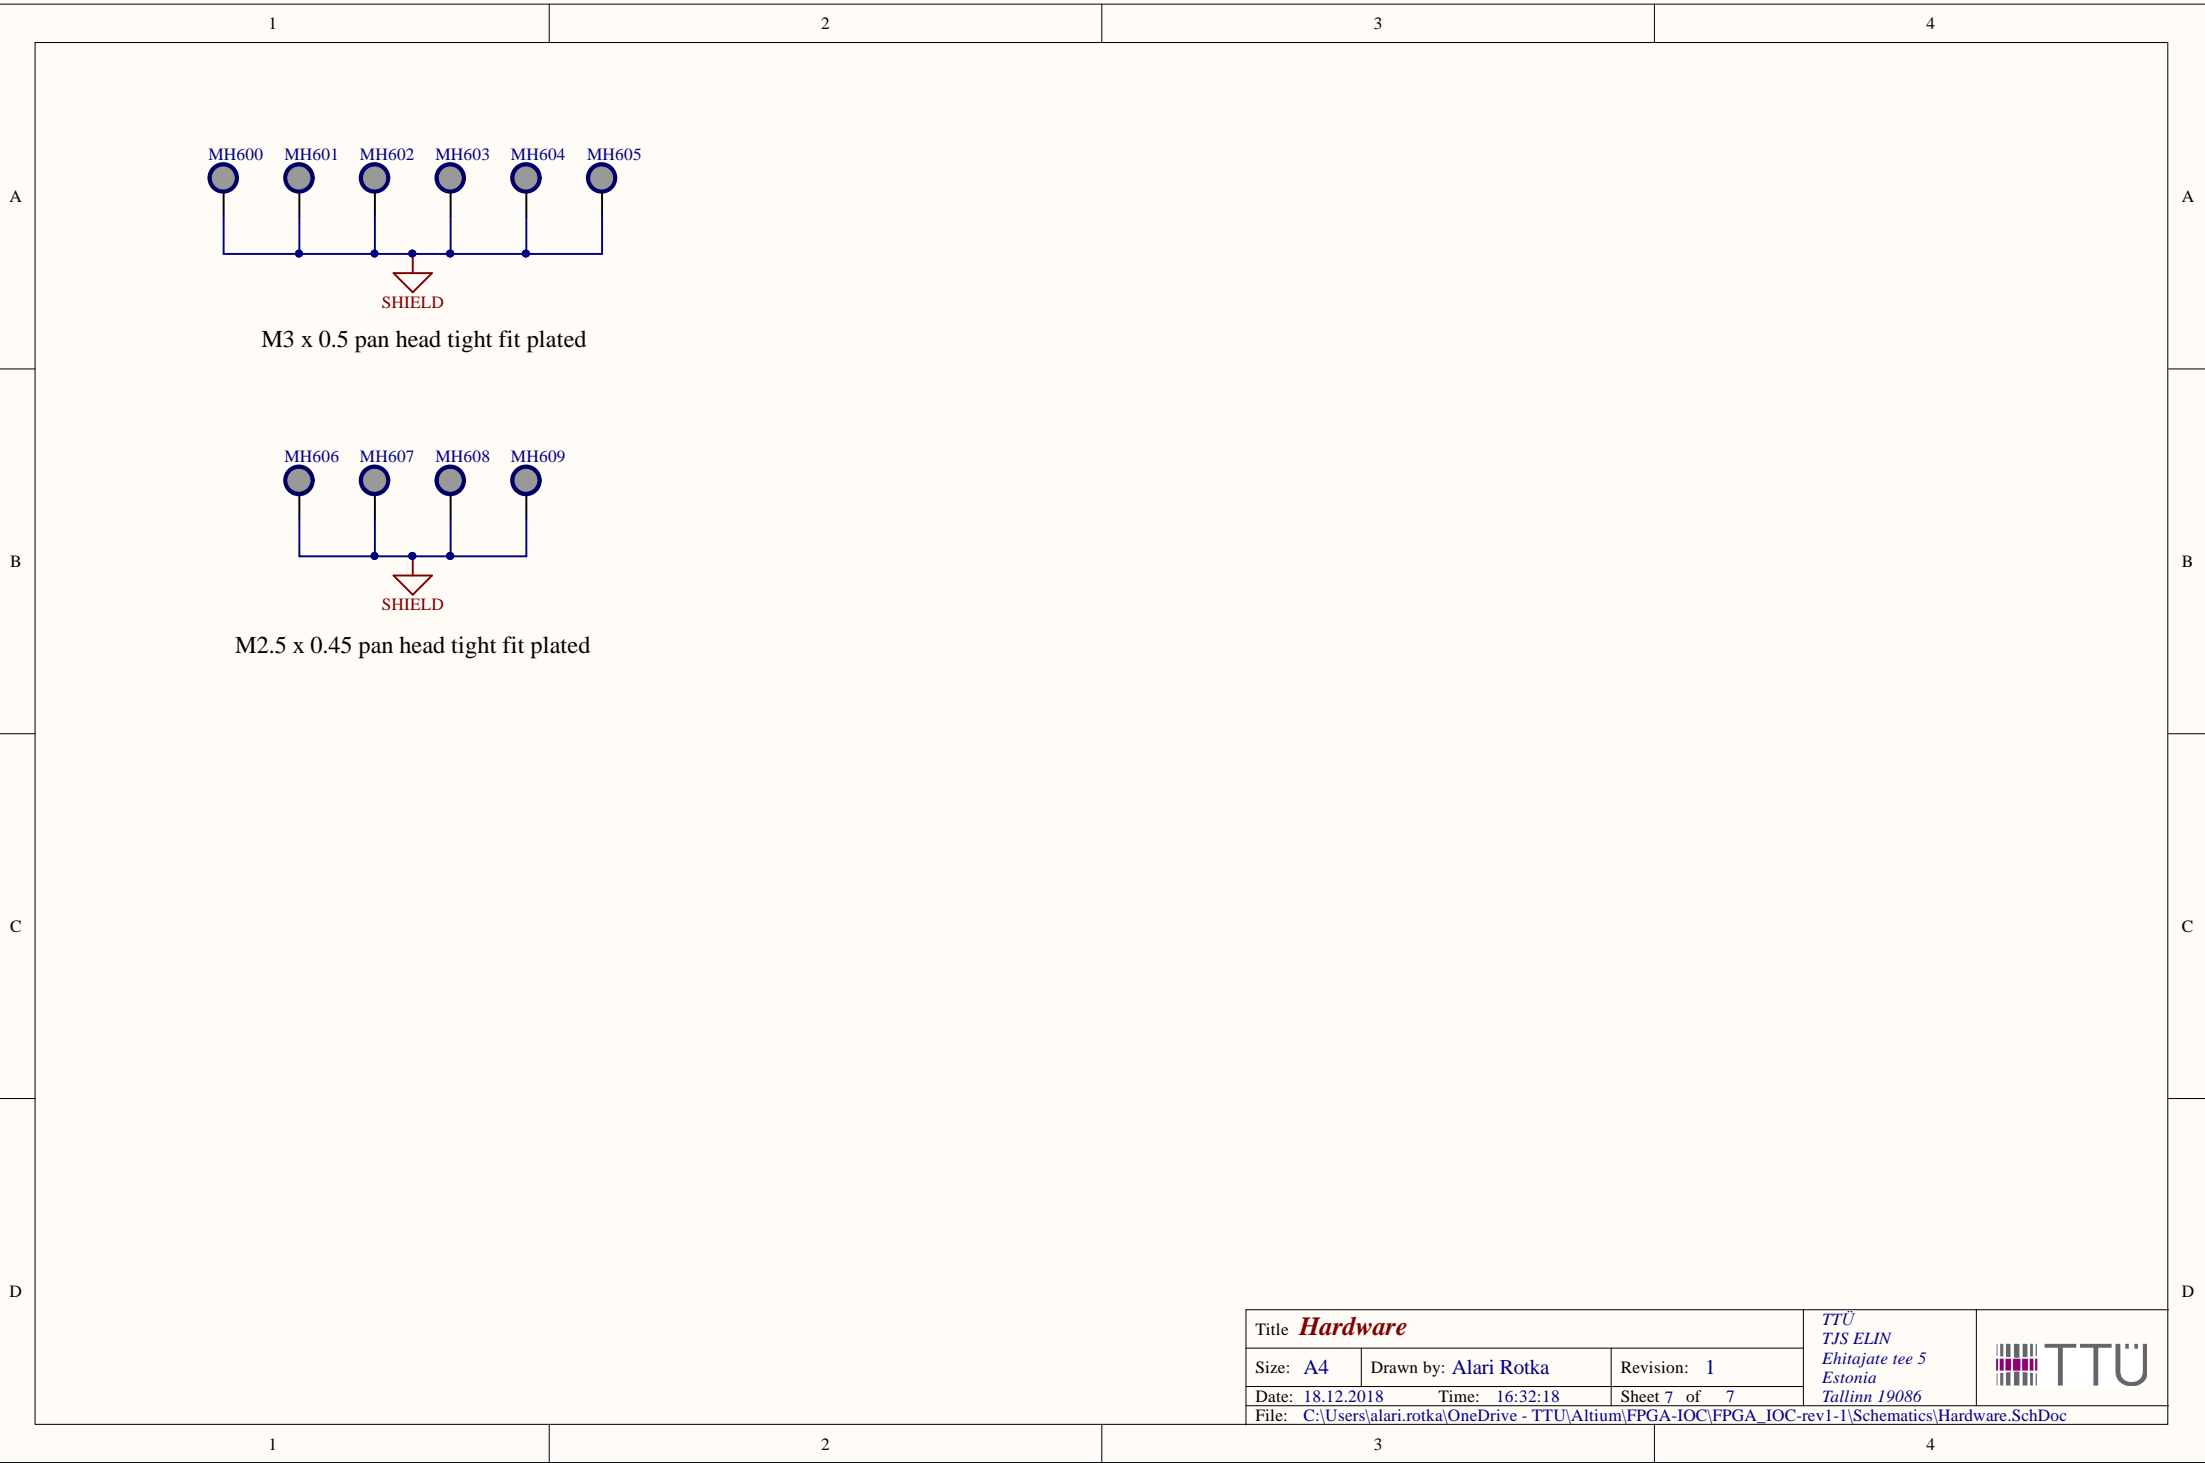 1 2 3 4
MH600 MH601 MH602 MH603 MH604 MH605
A A
SHIELD
M3 x 0.5 pan head tight fit plated
MH606 MH607 MH608 MH609
B B
SHIELD
M2.5 x 0.45 pan head tight fit plated
C C
D D
Title Hardware
Size: A4 Drawn by: Alari Rotka Revision: 1
Date: 18.12.2018 Time: 16:32:18 Sheet 7 of 7
File: C:\Users\alari.rotka\OneDrive - TTU\Altium\FPGA-IOC\FPGA_IOC-rev1-1\Schematics\Hardware.SchDoc
TTÜ
TJS ELIN
Ehitajate tee 5
Estonia
Tallinn 19086
TTÜ
1 2 3 4